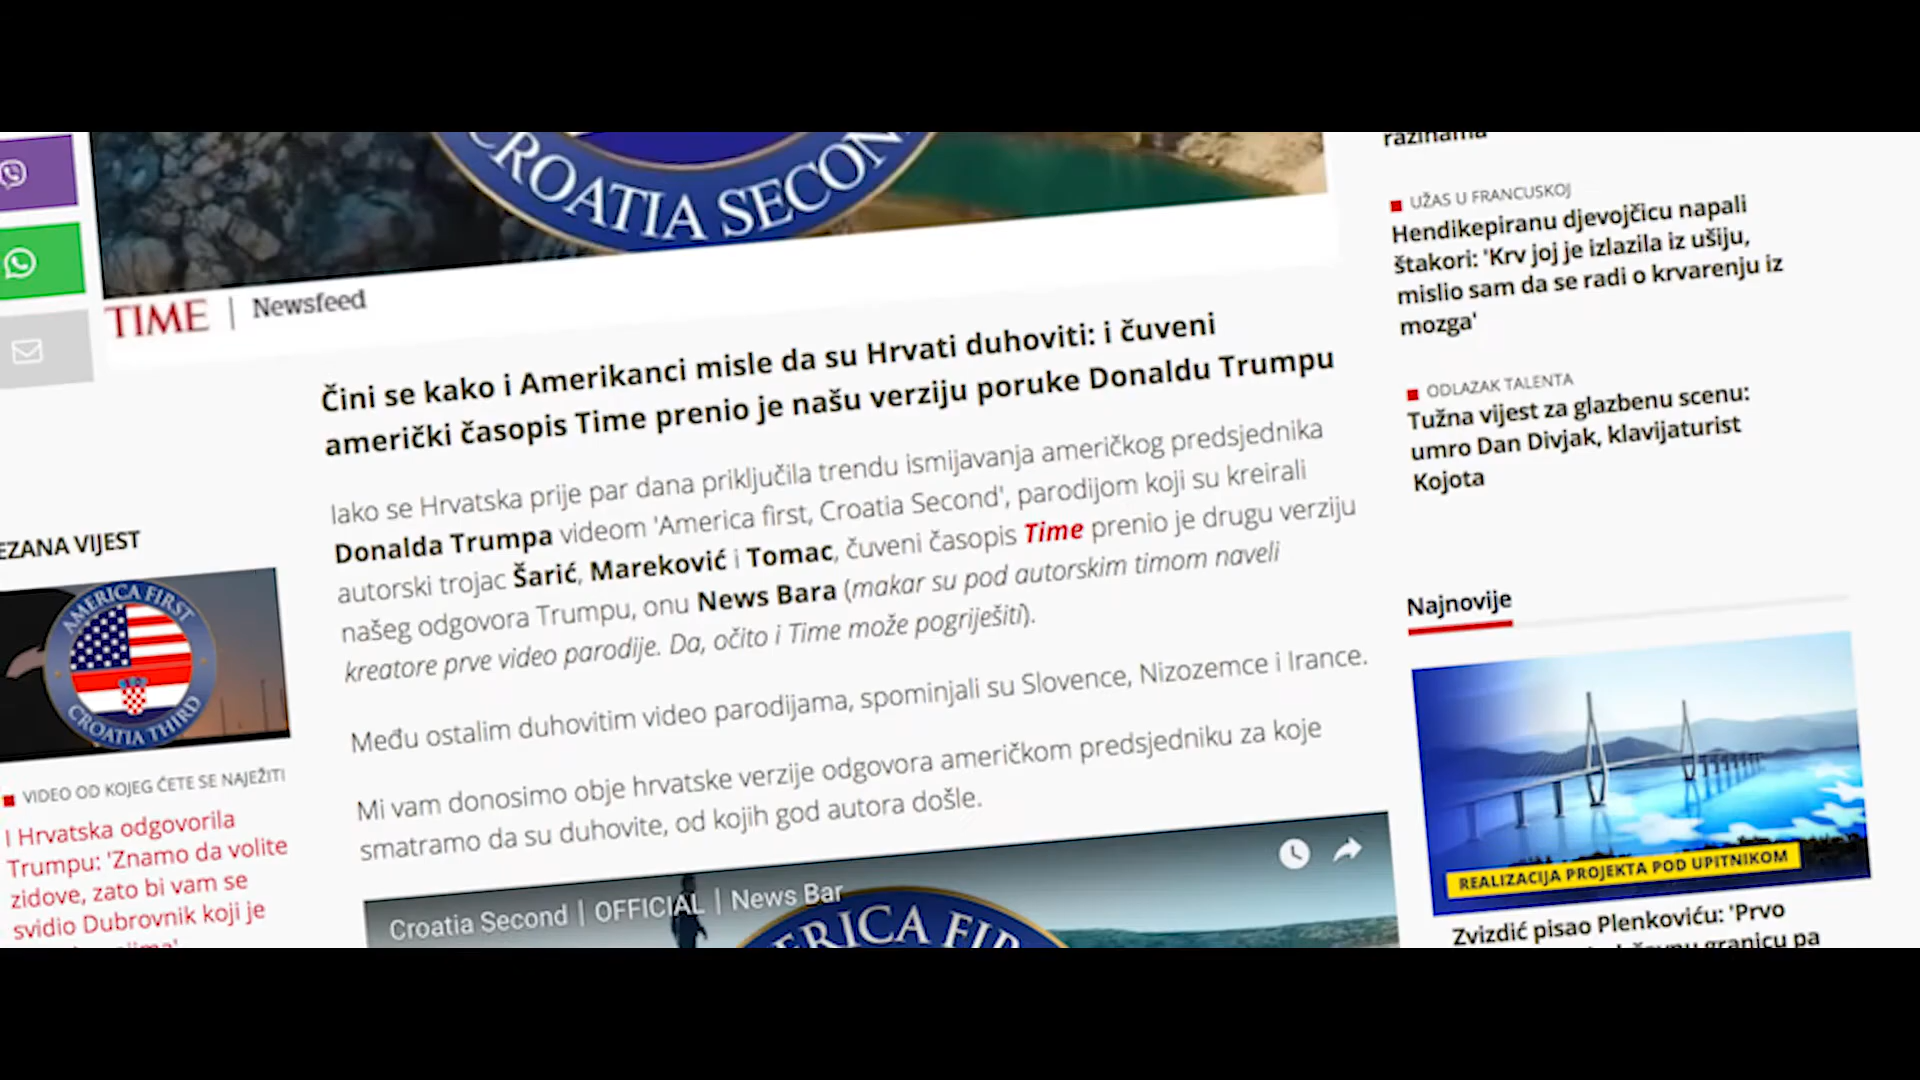 CROATIA SECON
TIME | Newsfeed
Čini se kako i Amerikanci misle da su Hrvati duhoviti: i čuveni
američki časopis Time prenio je našu verziju poruke Donaldu Trumpu
Iako se Hrvatska prije par dana priključila trendu ismijavanja američkog predsjednika
Donalda Trumpa videom 'America first, Croatia Second', parodijom koji su kreirali
autorski trojac Šarić, Mareković i Tomac, čuveni časopis Time prenio je drugu verziju
našeg odgovora Trumpu, onu News Bara (makar su pod autorskim timom naveli
kreatore prve video parodije. Da, očito i Time može pogriješiti).
Među ostalim duhovitim video parodijama, spominjali su Slovence, Nizozemce i Irance.
Mi vam donosimo obje hrvatske verzije odgovora američkom predsjedniku za koje
smatramo da su duhovite, od kojih god autora došle.
Croatia Second | OFFICIAL | News Bar
ERICA FIR
EZANA VIJEST
AMERICA FIRST
CROATIA THIRD
VIDEO OD KOJEG ĆETE SE NAJEŽITI
I Hrvatska odgovorila
Trumpu: 'Znamo da volite
zidove, zato bi vam se
svidio Dubrovnik koji je
razinama
UŽAS U FRANCUSKOJ
Hendikepiranu djevojčicu napali
štakori: 'Krv joj je izlazila iz ušiju,
mislio sam da se radi o krvarenju iz
mozga'
ODLAZAK TALENTA
Tužna vijest za glazbenu scenu:
umro Dan Divjak, klavijaturist
Kojota
Najnovije
REALIZACIJA PROJEKTA POD UPITNIKOM
Zvizdić pisao Plenkoviću: 'Prvo
granicu pa